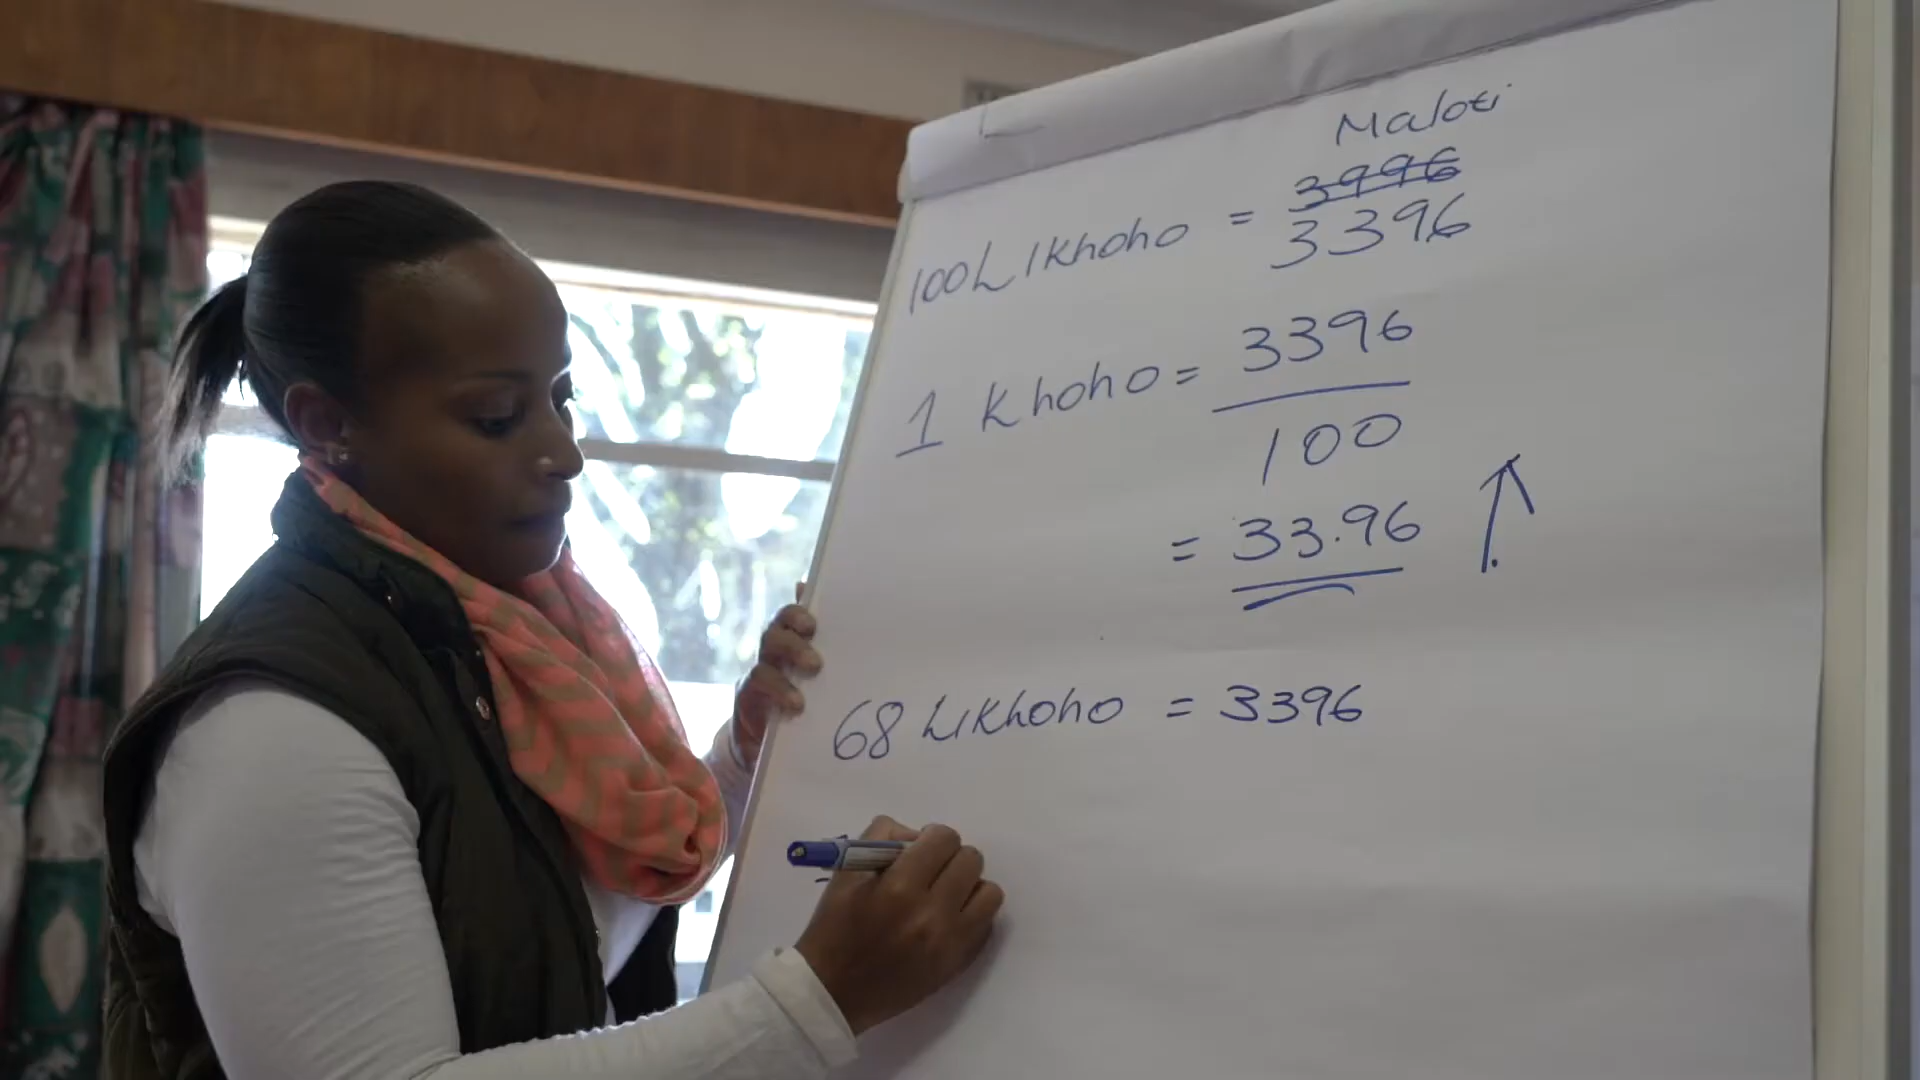 Maloti
3996
100 Likhoho = 3396
1 Khoho = 3396
100
= 33.96
68 Likhoho = 3396